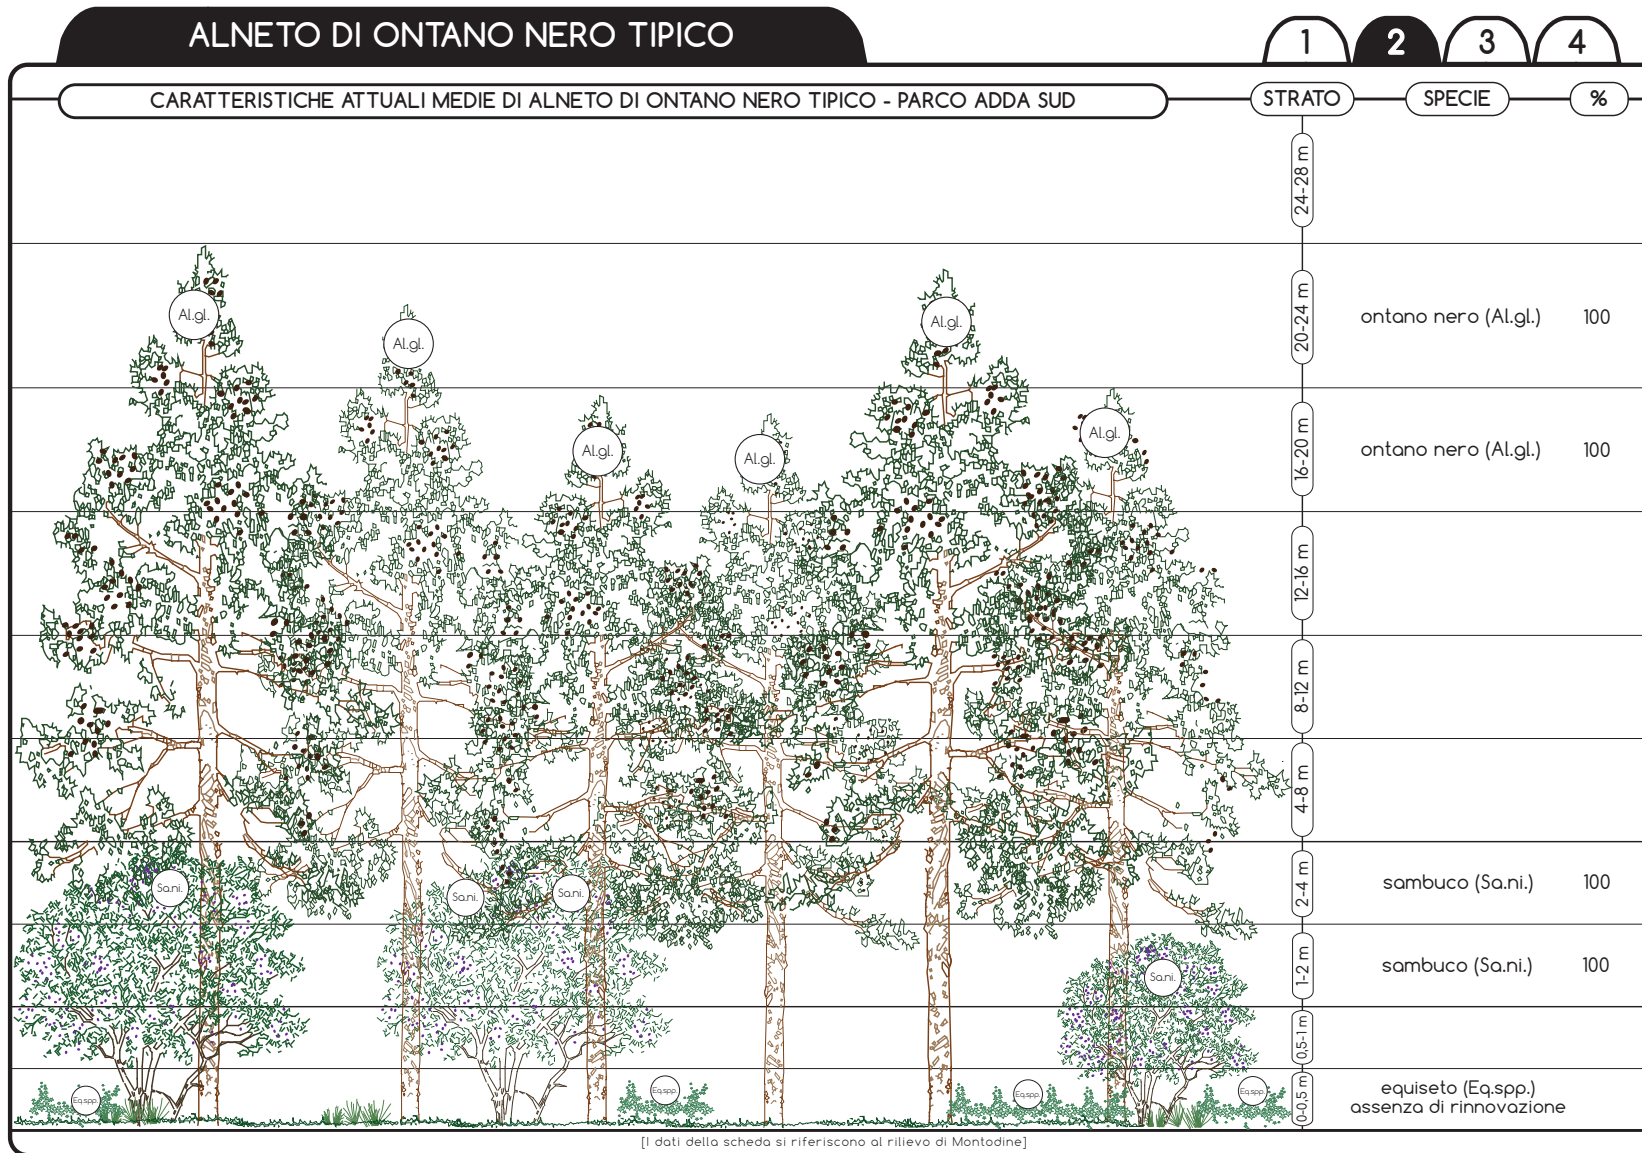 ALNETO DI ONTANO NERO TIPICO
1 2 3 4
CARATTERISTICHE ATTUALI MEDIE DI ALNETO DI ONTANO NERO TIPICO - PARCO ADDA SUD
STRATO SPECIE %
24-28 m
20-24 m ontano nero (Al.gl.) 100
16-20 m ontano nero (Al.gl.) 100
12-16 m
8-12 m
4-8 m
2-4 m sambuco (Sa.ni.) 100
1-2 m sambuco (Sa.ni.) 100
0,5-1 m
0-0,5 m equiseto (Eq.spp.)
assenza di rinnovazione
Al.gl.
Al.gl.
Al.gl.
Al.gl.
Al.gl.
Al.gl.
Sa.ni.
Sa.ni.
Sa.ni.
Sa.ni.
Eq.spp.
Eq.spp.
Eq.spp.
Eq.spp.
[I dati della scheda si riferiscono al rilievo di Montodine]